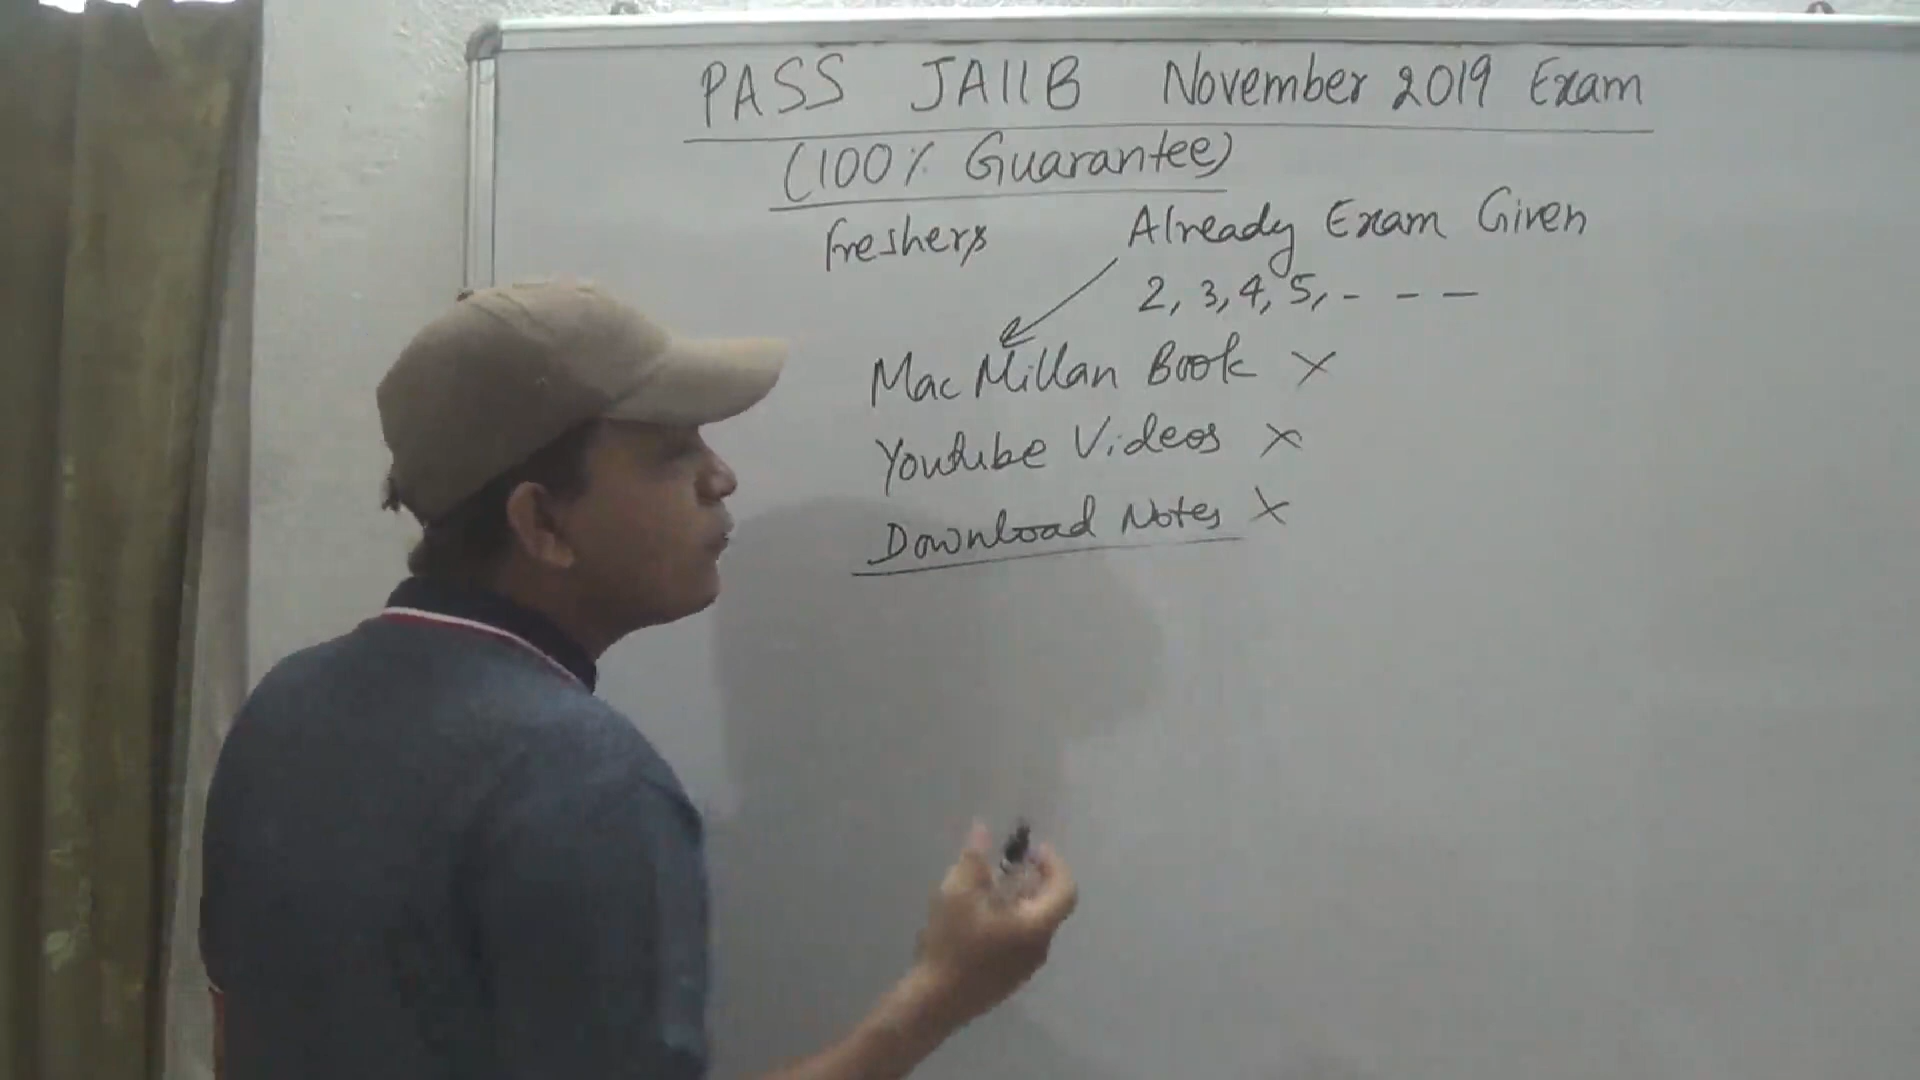 PASS JAIIB November 2019 Exam
(100% Guarantee)
freshers Already Exam Given
2, 3, 4, 5, - - -
MacMillan Book ×
Youtube Videos ×
Download Notes ×